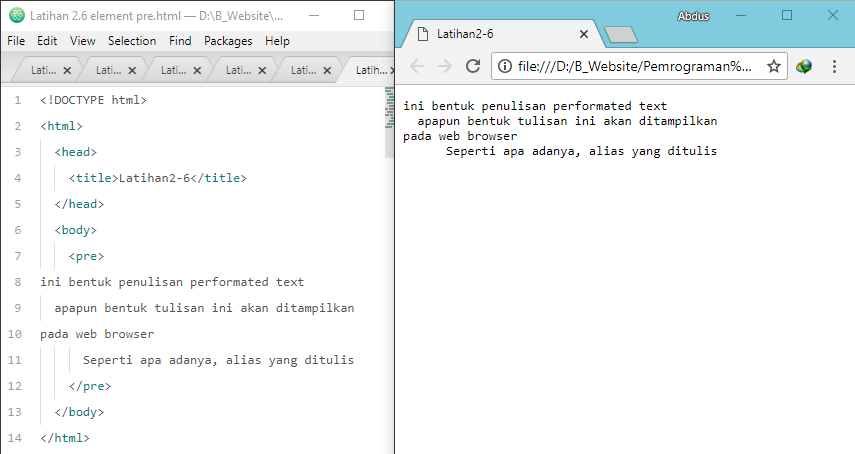 Latihan 2.6 element pre.html — D:\B_Website\...
File Edit View Selection Find Packages Help
Lati... Lati... Lati... Lati... Lati... Latih...
1 <!DOCTYPE html>
2 <html>
3 <head>
4 <title>Latihan2-6</title>
5 </head>
6 <body>
7 <pre>
8 ini bentuk penulisan performated text
9 apapun bentuk tulisan ini akan ditampilkan
10 pada web browser
11 Seperti apa adanya, alias yang ditulis
12 </pre>
13 </body>
14 </html>
Abdus
Latihan2-6
file:///D:/B_Website/Pemrograman%...
ini bentuk penulisan performated text
apapun bentuk tulisan ini akan ditampilkan
pada web browser
Seperti apa adanya, alias yang ditulis